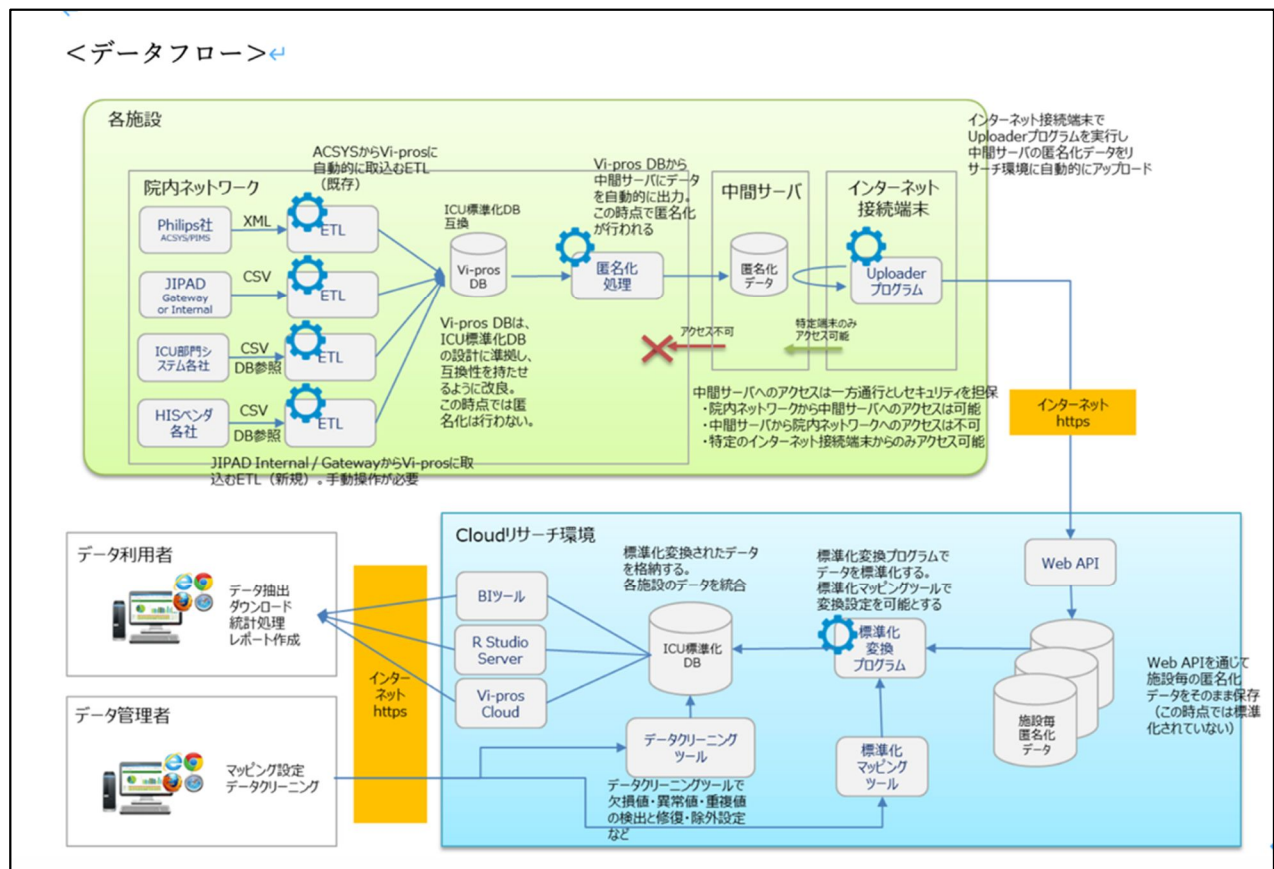 ＜データフロー＞↵
各施設
インターネット接続端末で
Uploaderプログラムを実行し
中間サーバの匿名化データをリ
サーチ環境に自動的にアップロード
ACSYSからVi-prosに
自動的に取込むETL
（既存）
Vi-pros DBから
中間サーバにデータ
を自動的に出力。
この時点で匿名化
が行われる
院内ネットワーク
中間サーバ
インターネット
接続端末
Philips社
ACSYS/PIMS
XML
ETL
ICU標準化DB
互換
Vi-pros
DB
匿名化
処理
匿名化
データ
Uploader
プログラム
JIPAD
Gateway
or Internal
CSV
ETL
Vi-pros DBは、
ICU標準化DB
の設計に準拠し、
互換性を持たせ
るように改良。
この時点では匿
名化は行わない。
アクセス不可
特定端末のみ
アクセス可能
ICU部門シ
ステム各社
CSV
DB参照
ETL
HISベンダ
各社
CSV
DB参照
ETL
中間サーバへのアクセスは一方通行としセキュリティを担保
・院内ネットワークから中間サーバへのアクセスは可能
・中間サーバから院内ネットワークへのアクセスは不可
・特定のインターネット接続端末からのみアクセス可能
JIPAD Internal / GatewayからVi-prosに取
込むETL（新規）。手動操作が必要
インターネット
https
データ利用者
データ抽出
ダウンロード
統計処理
レポート作成
データ管理者
マッピング設定
データクリーニング
インター
ネット
https
Cloudリサーチ環境
標準化変換されたデータ
を格納する。
各施設のデータを統合
標準化変換プログラムで
データを標準化する。
標準化マッピングツールで
変換設定を可能とする
Web API
BIツール
R Studio
Server
Vi-pros
Cloud
ICU標準化
DB
標準化
変換
プログラム
施設毎
匿名化
データ
Web APIを通じて
施設毎の匿名化
データをそのまま保存
（この時点では標準
化されていない）
データクリーニング
ツール
標準化
マッピング
ツール
データクリーニングツールで
欠損値・異常値・重複値
の検出と修復・除外設定
など